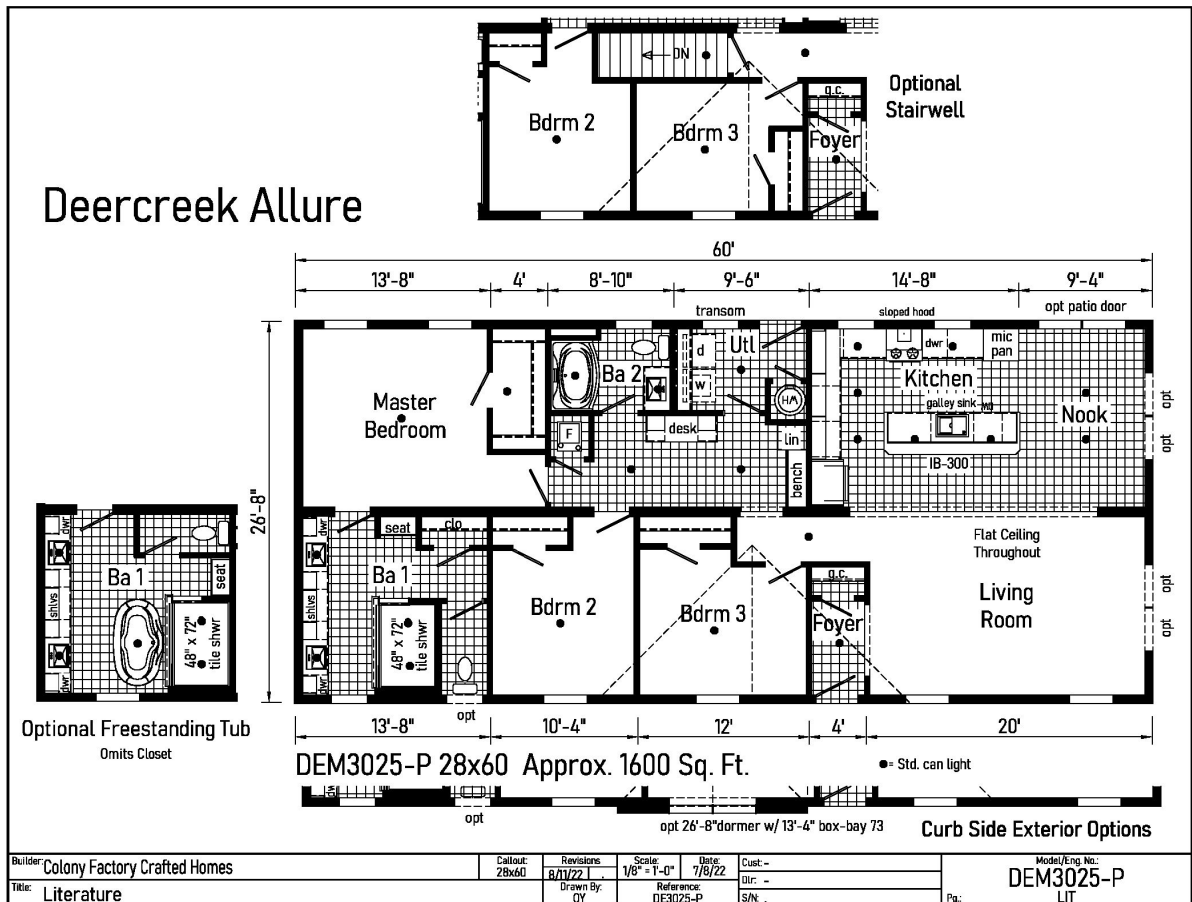 DN
Optional
Stairwell
g.c.
Bdrm 2
Bdrm 3
Foyer
Deercreek Allure
60'
13'-8"
4'
8'-10"
9'-6"
14'-8"
9'-4"
transom
sloped hood
opt patio door
d
Utl
dwr
mic
pan
Ba 2
w
Kitchen
HW
Master
Bedroom
galley sink
Nook
opt
opt
F
desk
lin
IB-300
bench
26'-8"
dwr
Ba 1
seat
shlvs
48" x 72"
tile shwr
dwr
Optional Freestanding Tub
Omits Closet
dwr
seat
clo
Ba 1
shlvs
48" x 72"
tile shwr
dwr
opt
Bdrm 2
Bdrm 3
g.c.
Foyer
Flat Ceiling
Throughout
Living
Room
opt
opt
13'-8"
10'-4"
12'
4'
20'
DEM3025-P 28x60 Approx. 1600 Sq. Ft.
= Std. can light
opt
opt 26'-8"dormer w/ 13'-4" box-bay 73
Curb Side Exterior Options
Builder: Colony Factory Crafted Homes
Title: Literature
Callout:
28x60
Revisions
8/11/22 .
Scale:
1/8" = 1'-0"
Date:
7/8/22
Drawn By:
OY
Reference:
DE3025-P
Cust: -
Dlr: -
S/N: .
Model/Eng. No.:
DEM3025-P
Pg.: LIT